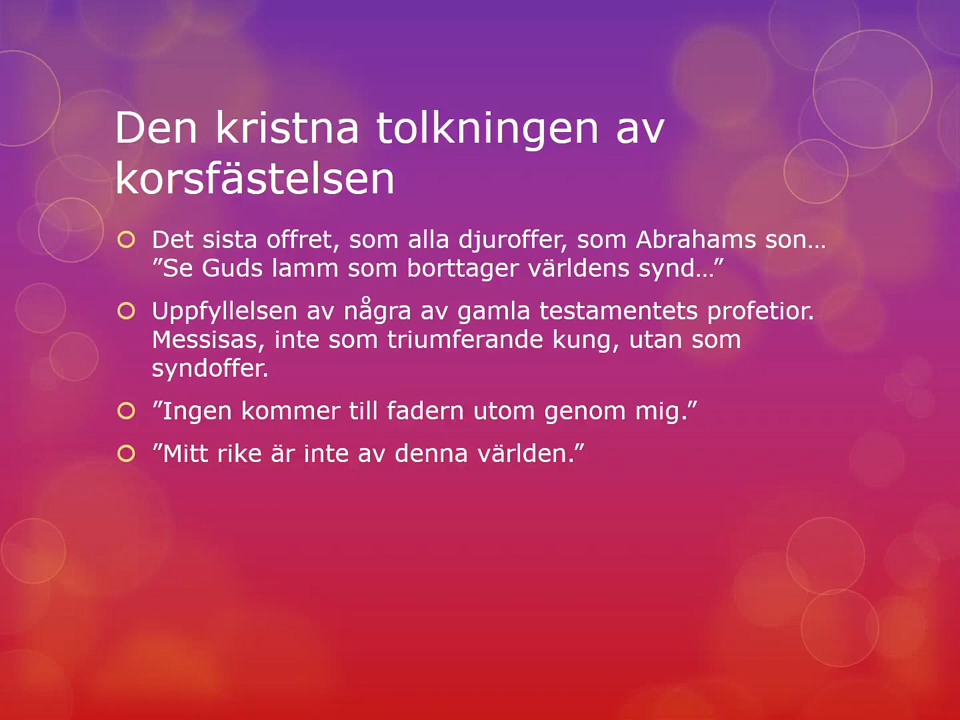 Den kristna tolkningen av
korsfästelsen
Det sista offret, som alla djuroffer, som Abrahams son…
”Se Guds lamm som borttager världens synd…”
Uppfyllelsen av några av gamla testamentets profetior.
Messisas, inte som triumferande kung, utan som
syndoffer.
”Ingen kommer till fadern utom genom mig.”
”Mitt rike är inte av denna världen.”